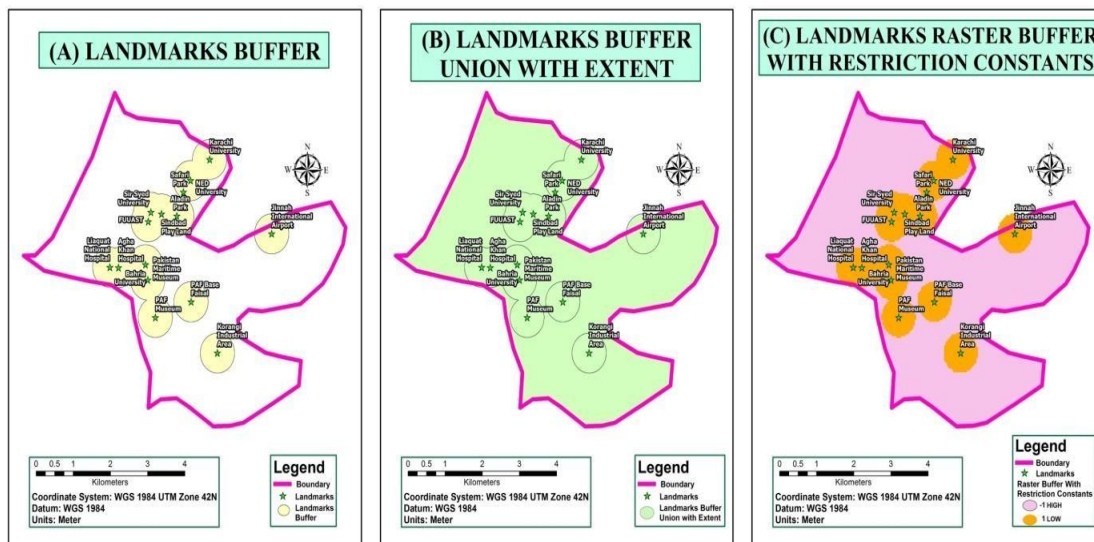 (A) LANDMARKS BUFFER
N
W E
S
Karachi
University
Safari
Park
NED
University
Sir-Syed
University
Aladin
Park
FUUAST
Sindbad
Play Land
Jinnah
International
Airport
Liaquat
National
Hospital
Agha
Khan
Hospital
Pakistan
Maritime
Museum
Bahria
University
PAF Base
Faisal
PAF
Museum
Korangi
Industrial
Area
0 0.5 1 2 3 4
Kilometers
Coordinate System: WGS 1984 UTM Zone 42N
Datum: WGS 1984
Units: Meter
Legend
Boundary
Landmarks
Landmarks
Buffer
(B) LANDMARKS BUFFER
UNION WITH EXTENT
N
W E
S
Karachi
University
Safari
Park
NED
University
Sir-Syed
University
Aladin
Park
FUUAST
Sindbad
Play Land
Jinnah
International
Airport
Liaquat
National
Hospital
Agha
Khan
Hospital
Pakistan
Maritime
Museum
Bahria
University
PAF Base
Faisal
PAF
Museum
Korangi
Industrial
Area
0 0.5 1 2 3 4
Kilometers
Coordinate System: WGS 1984 UTM Zone 42N
Datum: WGS 1984
Units: Meter
Legend
Boundary
Landmarks
Landmarks Buffer
Union with Extent
(C) LANDMARKS RASTER BUFFER
WITH RESTRICTION CONSTANTS
N
W E
S
Karachi
University
Safari
Park
NED
University
Sir-Syed
University
Aladin
Park
FUUAST
Sindbad
Play Land
Jinnah
International
Airport
Liaquat
National
Hospital
Agha
Khan
Hospital
Pakistan
Maritime
Museum
Bahria
University
PAF Base
Faisal
PAF
Museum
Korangi
Industrial
Area
0 0.5 1 2 3 4
Kilometers
Coordinate System: WGS 1984 UTM Zone 42N
Datum: WGS 1984
Units: Meter
Legend
Boundary
Landmarks
Raster Buffer With
Restriction Constants
-1 HIGH
1 LOW